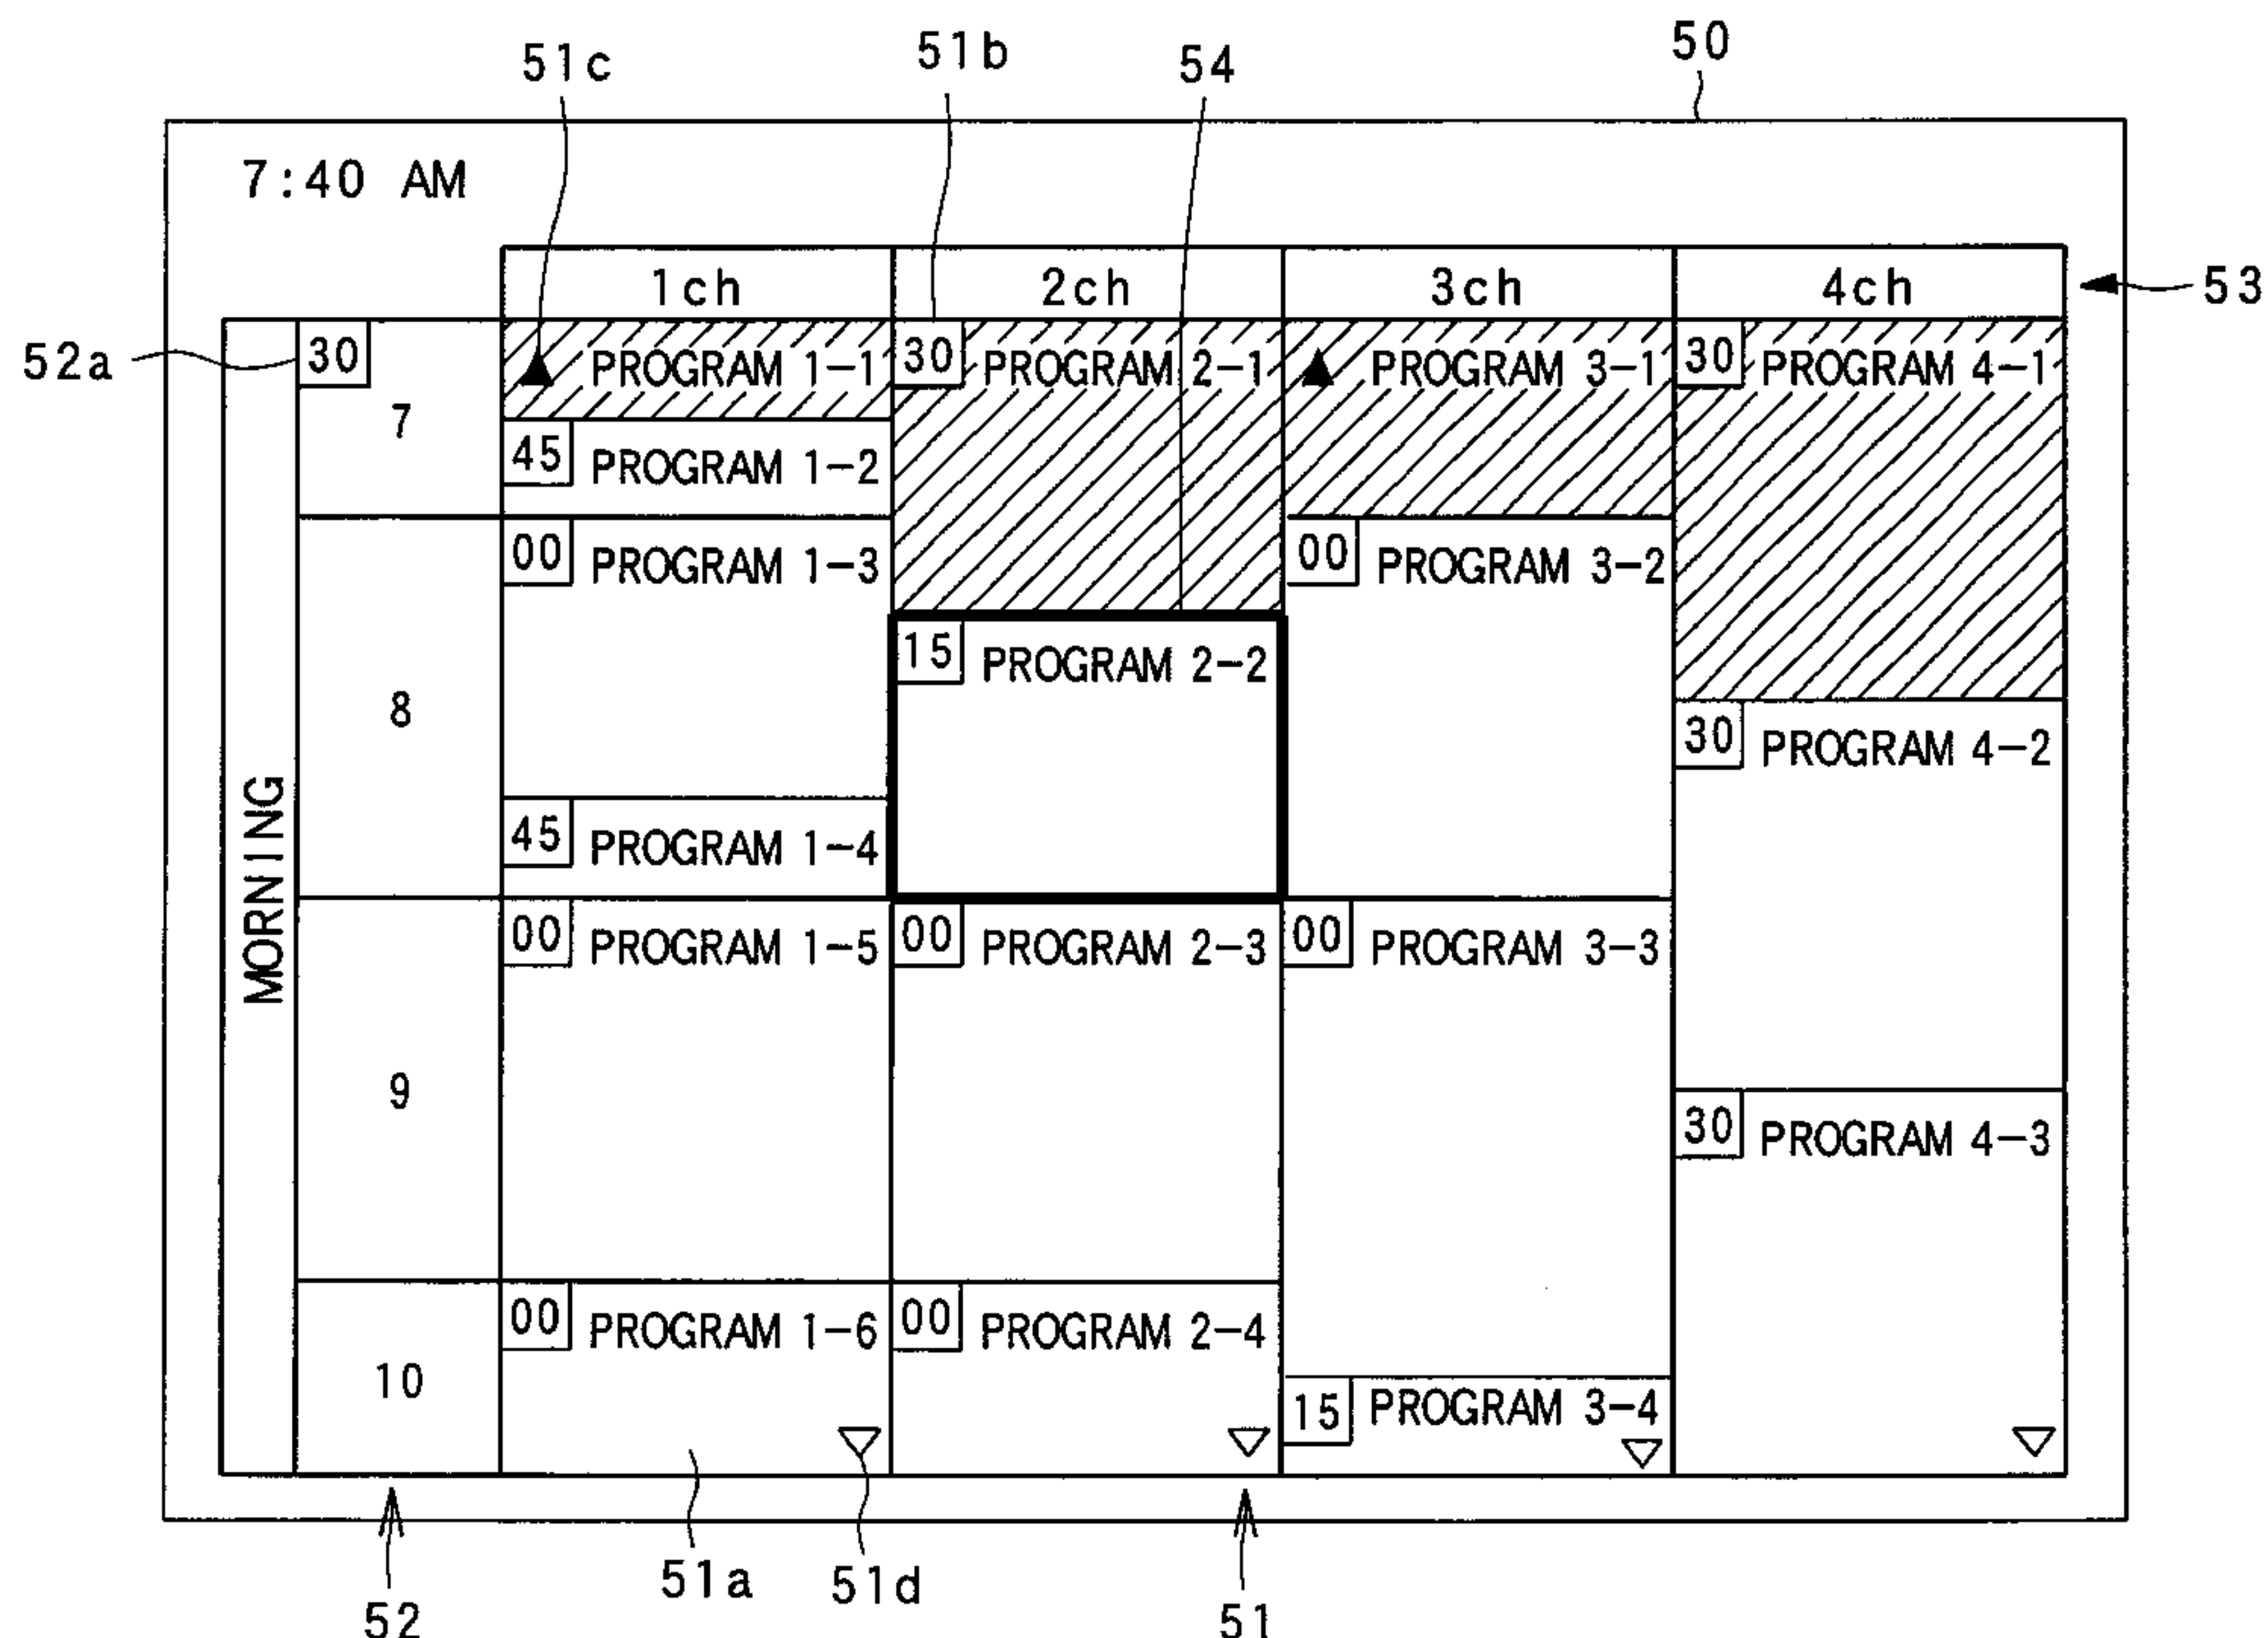 51c 51b 54 50
7:40 AM
1ch 2ch 3ch 4ch 53
52a 30 PROGRAM 1-1 30 PROGRAM 2-1 PROGRAM 3-1 30 PROGRAM 4-1
7
45 PROGRAM 1-2
00 PROGRAM 1-3 00 PROGRAM 3-2
15 PROGRAM 2-2
8
30 PROGRAM 4-2
MORNING
45 PROGRAM 1-4
00 PROGRAM 1-5 00 PROGRAM 2-3 00 PROGRAM 3-3
9
30 PROGRAM 4-3
00 PROGRAM 1-6 00 PROGRAM 2-4
10
15 PROGRAM 3-4
51a 51d
52 51